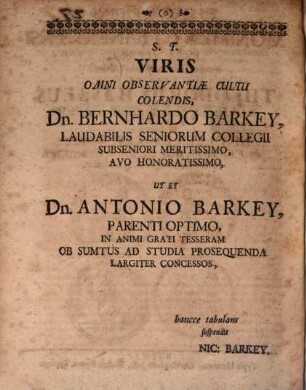 (o)
S. T.
VIRIS
OMNI OBSERVANTIÆ CULTU
COLENDIS,
Dn. BERNHARDO BARKEY,
LAUDABILIS SENIORUM COLLEGII
SUBSENIORI MERITISSIMO,
AVO HONORATISSIMO,
UT ET
Dn. ANTONIO BARKEY,
PARENTI OPTIMO,
IN ANIMI GRATI TESSERAM
OB SUMTUS AD STUDIA PROSEQUENDA
LARGITER CONCESSOS,
hancce tabulam
suspendit
NIC: BARKEY.